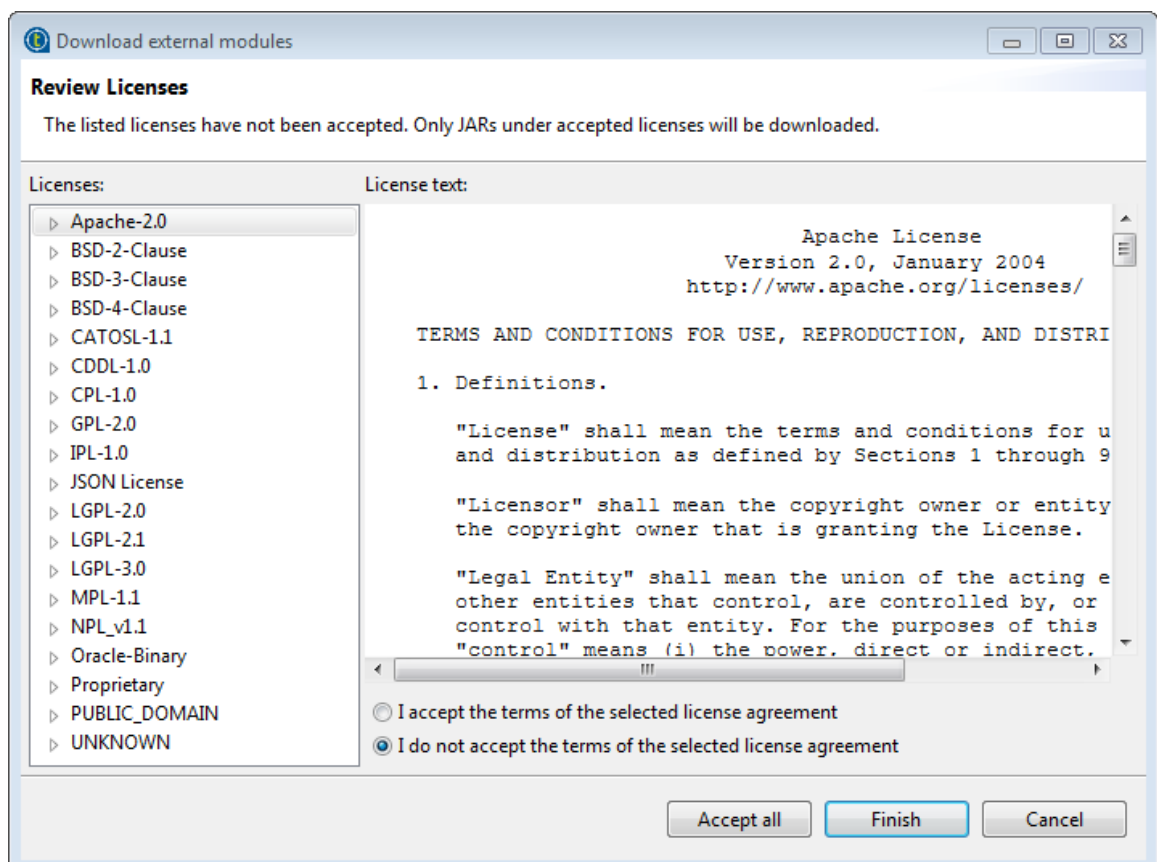 Download external modules
Review Licenses
The listed licenses have not been accepted. Only JARs under accepted licenses will be downloaded.
Licenses:
Apache-2.0
BSD-2-Clause
BSD-3-Clause
BSD-4-Clause
CATOSL-1.1
CDDL-1.0
CPL-1.0
GPL-2.0
IPL-1.0
JSON License
LGPL-2.0
LGPL-2.1
LGPL-3.0
MPL-1.1
NPL_v1.1
Oracle-Binary
Proprietary
PUBLIC_DOMAIN
UNKNOWN
License text:
Apache License
Version 2.0, January 2004
http://www.apache.org/licenses/
TERMS AND CONDITIONS FOR USE, REPRODUCTION, AND DISTRI
1. Definitions.
"License" shall mean the terms and conditions for u
and distribution as defined by Sections 1 through 9
"Licensor" shall mean the copyright owner or entity
the copyright owner that is granting the License.
"Legal Entity" shall mean the union of the acting e
other entities that control, are controlled by, or
control with that entity. For the purposes of this
"control" means (i) the power, direct or indirect,
I accept the terms of the selected license agreement
I do not accept the terms of the selected license agreement
Accept all
Finish
Cancel